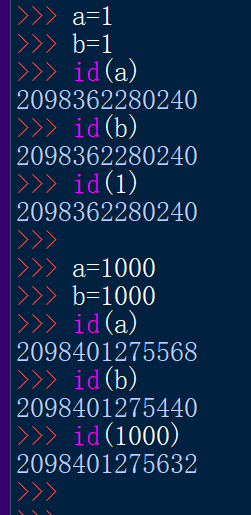 >>> a=1
>>> b=1
>>> id(a)
2098362280240
>>> id(b)
2098362280240
>>> id(1)
2098362280240
>>>
>>> a=1000
>>> b=1000
>>> id(a)
2098401275568
>>> id(b)
2098401275440
>>> id(1000)
2098401275632
>>>
>>>